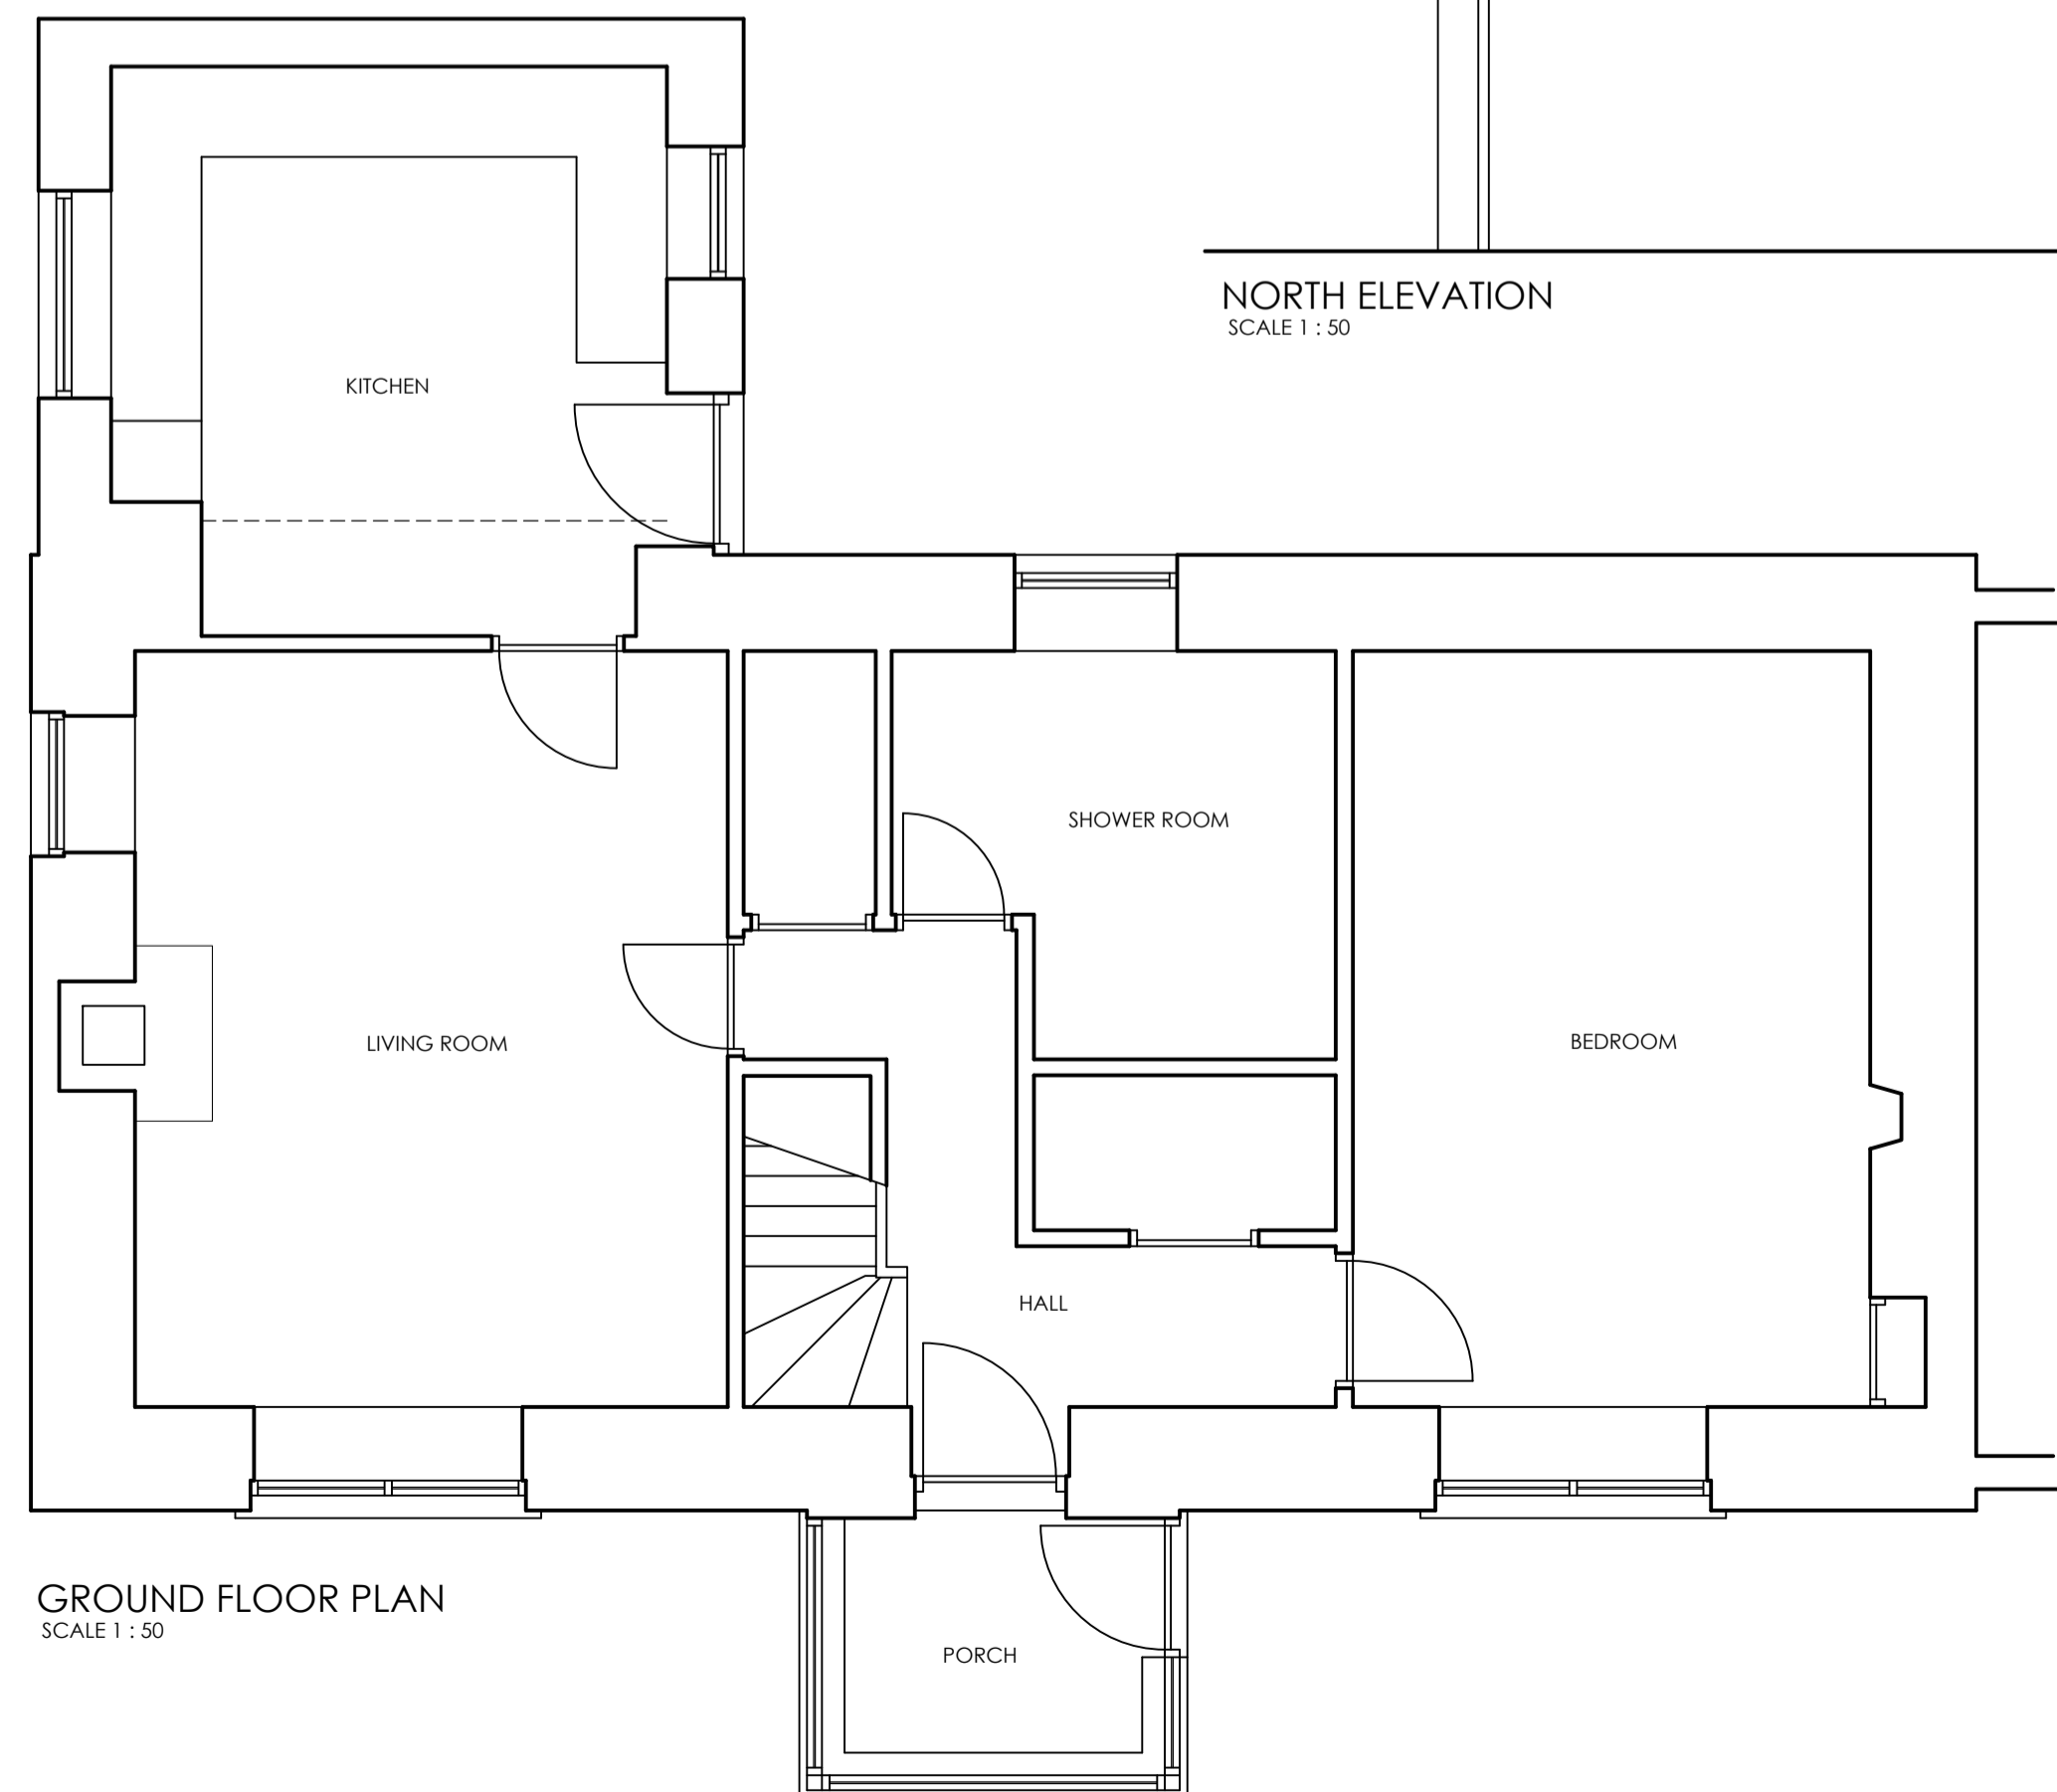 NORTH ELEVATION
SCALE 1 : 50
KITCHEN
SHOWER ROOM
LIVING ROOM
BEDROOM
HALL
GROUND FLOOR PLAN
SCALE 1 : 50
PORCH